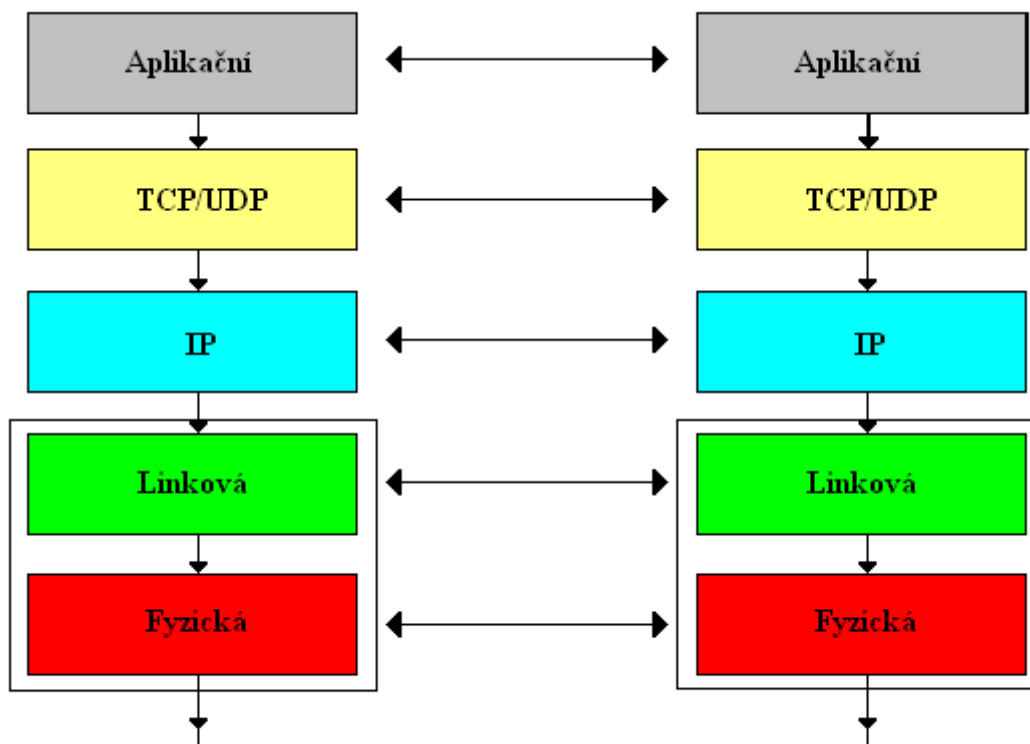 Aplikační
Aplikační
TCP/UDP
TCP/UDP
IP
IP
Linková
Linková
Fyzická
Fyzická